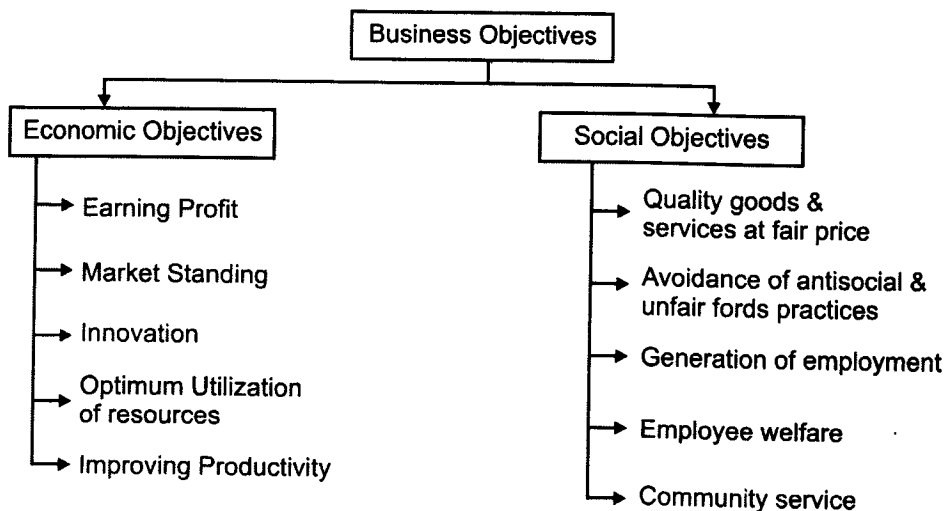 Business Objectives
Economic Objectives
Earning Profit
Market Standing
Innovation
Optimum Utilization
of resources
Improving Productivity
Social Objectives
Quality goods &
services at fair price
Avoidance of antisocial &
unfair fords practices
Generation of employment
Employee welfare
Community service